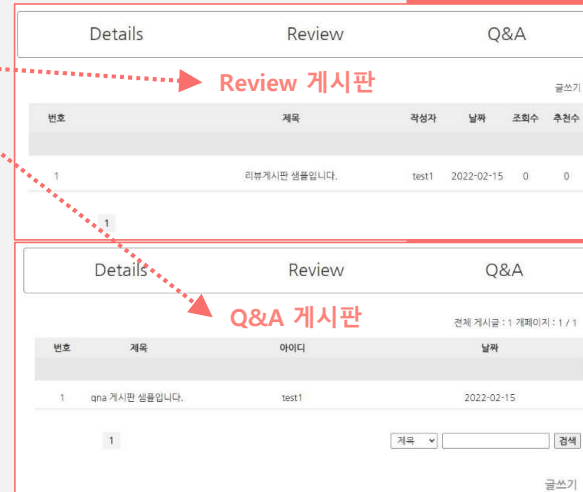 Details Review Q&A
Review 게시판
글쓰기
번호 제목 작성자 날짜 조회수 추천수
1 리뷰게시판 샘플입니다. test1 2022-02-15 0 0
1
Details Review Q&A
Q&A 게시판
전체 게시글 : 1 개페이지 : 1 / 1
번호 제목 아이디 날짜
1 qna 게시판 샘플입니다. test1 2022-02-15
1 제목 검색
글쓰기